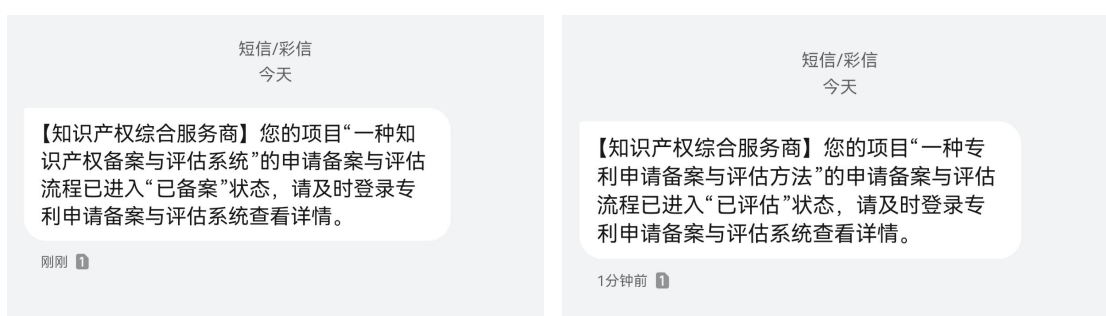 短信/彩信
今天
【知识产权综合服务商】您的项目“一种知
识产权备案与评估系统”的申请备案与评估
流程已进入“已备案”状态，请及时登录专
利申请备案与评估系统查看详情。
刚刚 1
短信/彩信
今天
【知识产权综合服务商】您的项目“一种专
利申请备案与评估方法”的申请备案与评估
流程已进入“已评估”状态，请及时登录专
利申请备案与评估系统查看详情。
1分钟前 1